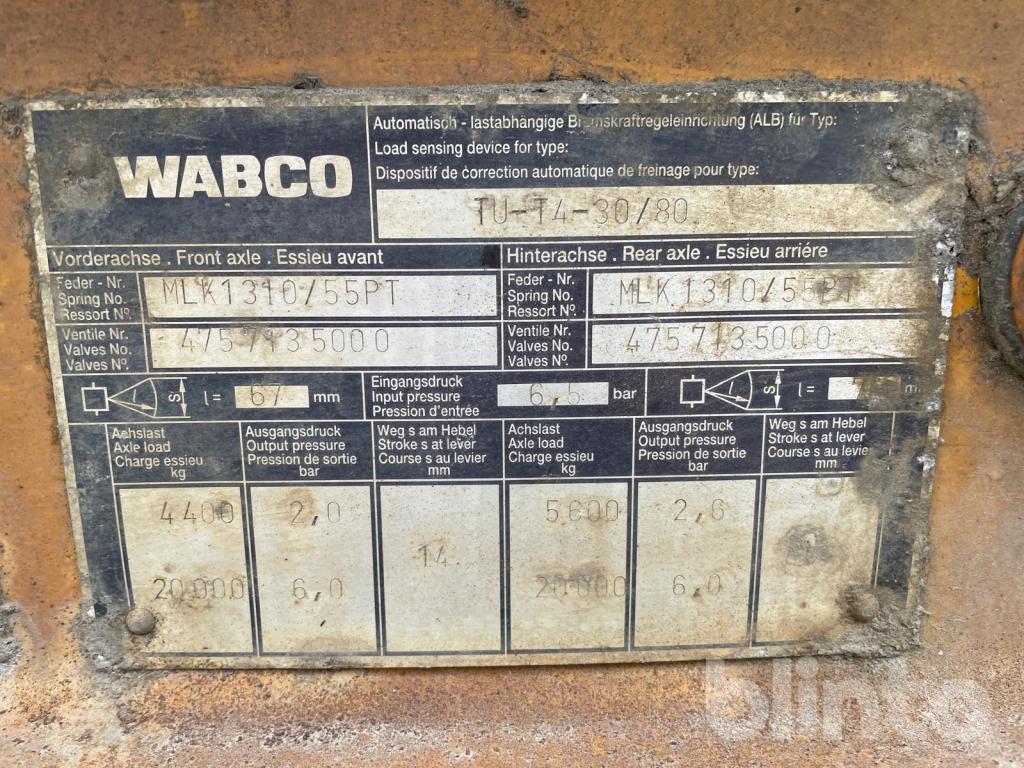 WABCO
Automatisch - lastabhängige Bremskraftregeleinrichtung (ALB) für Typ:
Load sensing device for type:
Dispositif de correction automatique de freinage pour type:
TU-T4-30/80
Vorderachse . Front axle . Essieu avant
Hinterachse . Rear axle . Essieu arriére
Feder - Nr.
Spring No.
Ressort Nº.
MLK1310/55PT
Feder - Nr.
Spring No.
Ressort Nº.
MLK1310/55PT
Ventile Nr.
Valves No.
Valves Nº.
475 713 500 0
Ventile Nr.
Valves No.
Valves Nº.
475 713 500 0
S l = 67 mm
Eingangsdruck
Input pressure
Pression d'entrée
6,5 bar
S l =
Achslast
Axle load
Charge essieu
kg
Ausgangsdruck
Output pressure
Pression de sortie
bar
Weg s am Hebel
Stroke s at lever
Course s au levier
mm
Achslast
Axle load
Charge essieu
kg
Ausgangsdruck
Output pressure
Pression de sortie
bar
Weg s am Hebel
Stroke s at lever
Course s au levier
mm
4400 2,0 5600 2,6
14
20000 6,0 20000 6,0
blinto